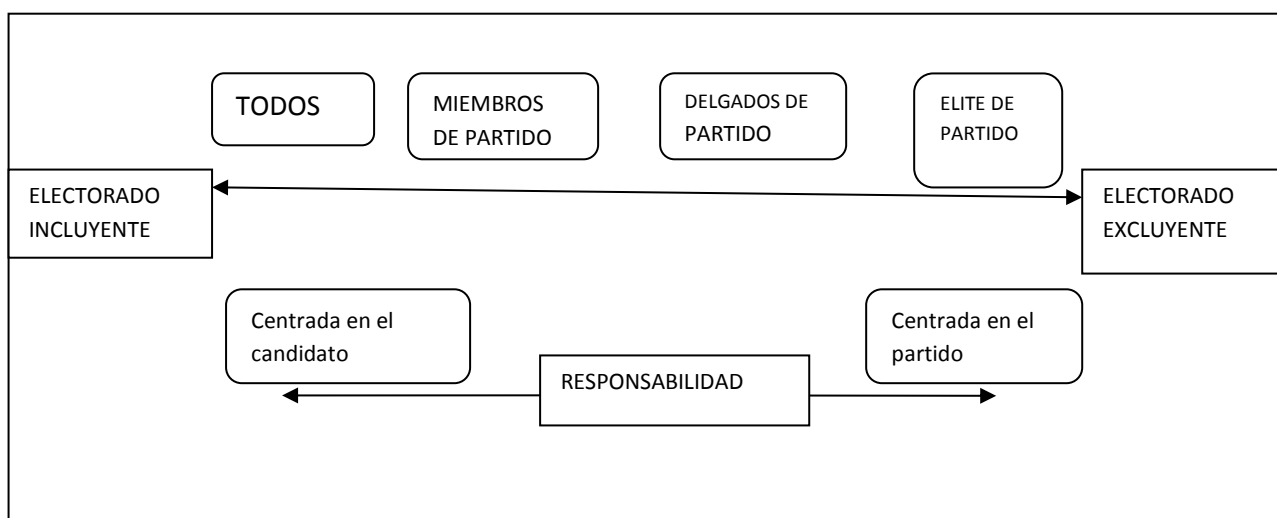 TODOS
MIEMBROS
DE PARTIDO
DELGADOS DE
PARTIDO
ELITE DE
PARTIDO
ELECTORADO
INCLUYENTE
ELECTORADO
EXCLUYENTE
Centrada en el
candidato
Centrada en el
partido
RESPONSABILIDAD